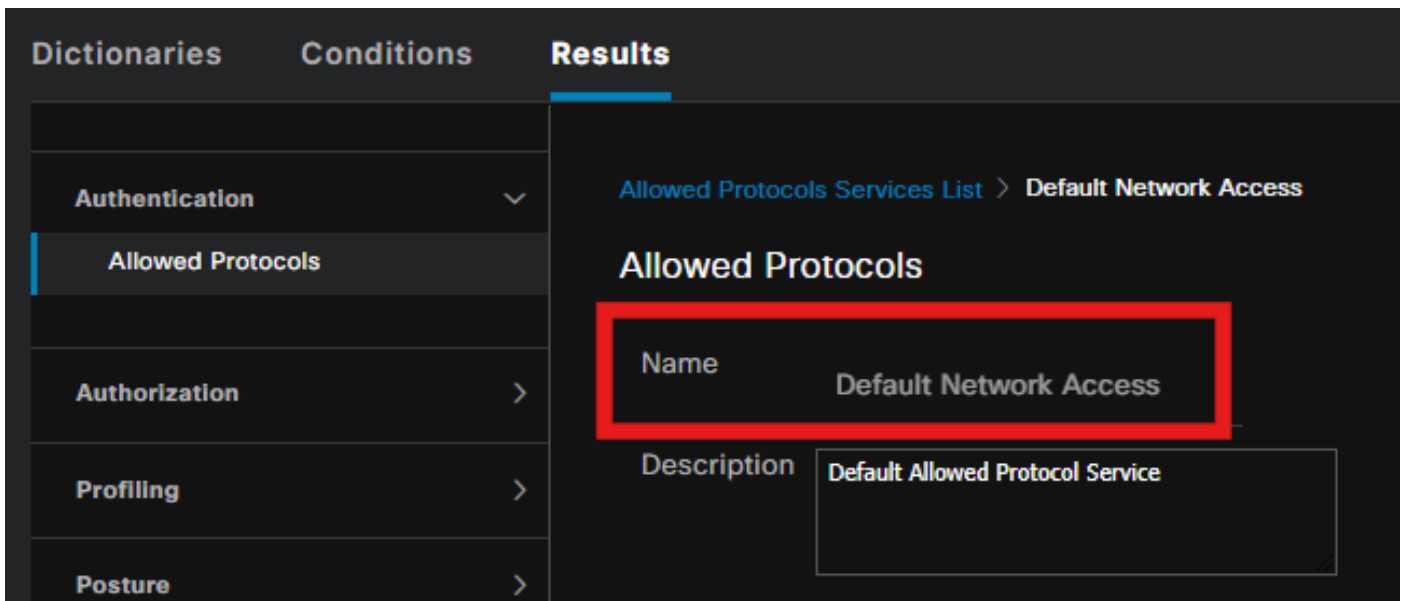 Dictionaries Conditions Results
Authentication
Allowed Protocols
Authorization
Profiling
Posture
Allowed Protocols Services List > Default Network Access
Allowed Protocols
Name Default Network Access
Description Default Allowed Protocol Service